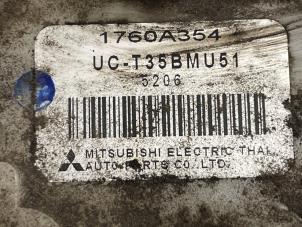 1760A354
UC-T35BMU51
5206
MITSUBISHI ELECTRIC THAI
AUTO-PARTS CO.,LTD.